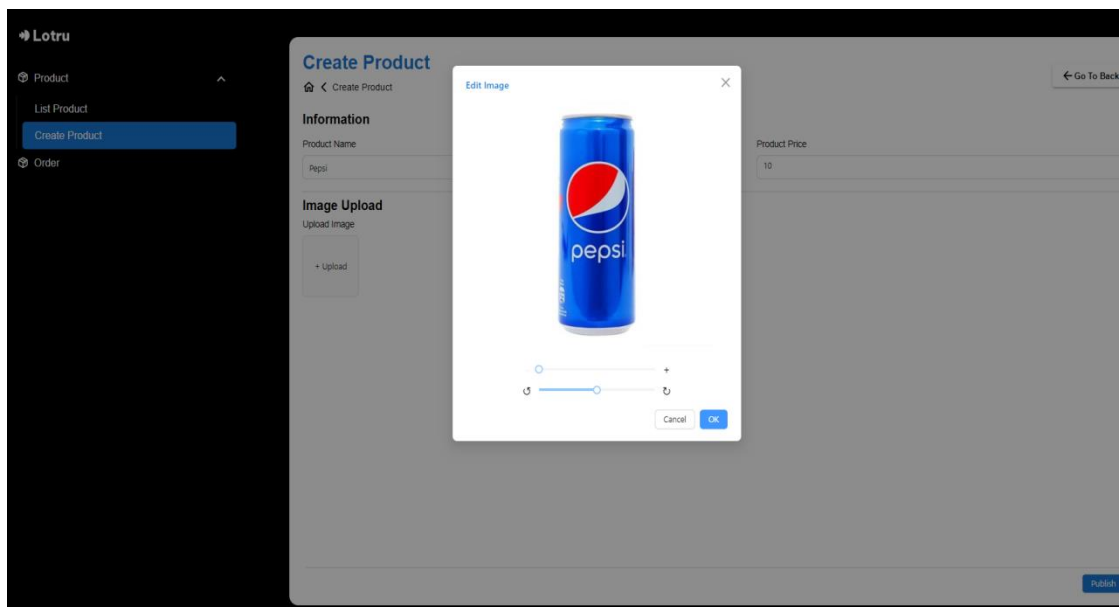 Lotru
Product
List Product
Create Product
Order
Create Product
Create Product
Go To Back
Information
Product Name
Pepsi
Product Price
10
Image Upload
Upload Image
+ Upload
Edit Image
pepsi
+
Cancel
OK
Publish